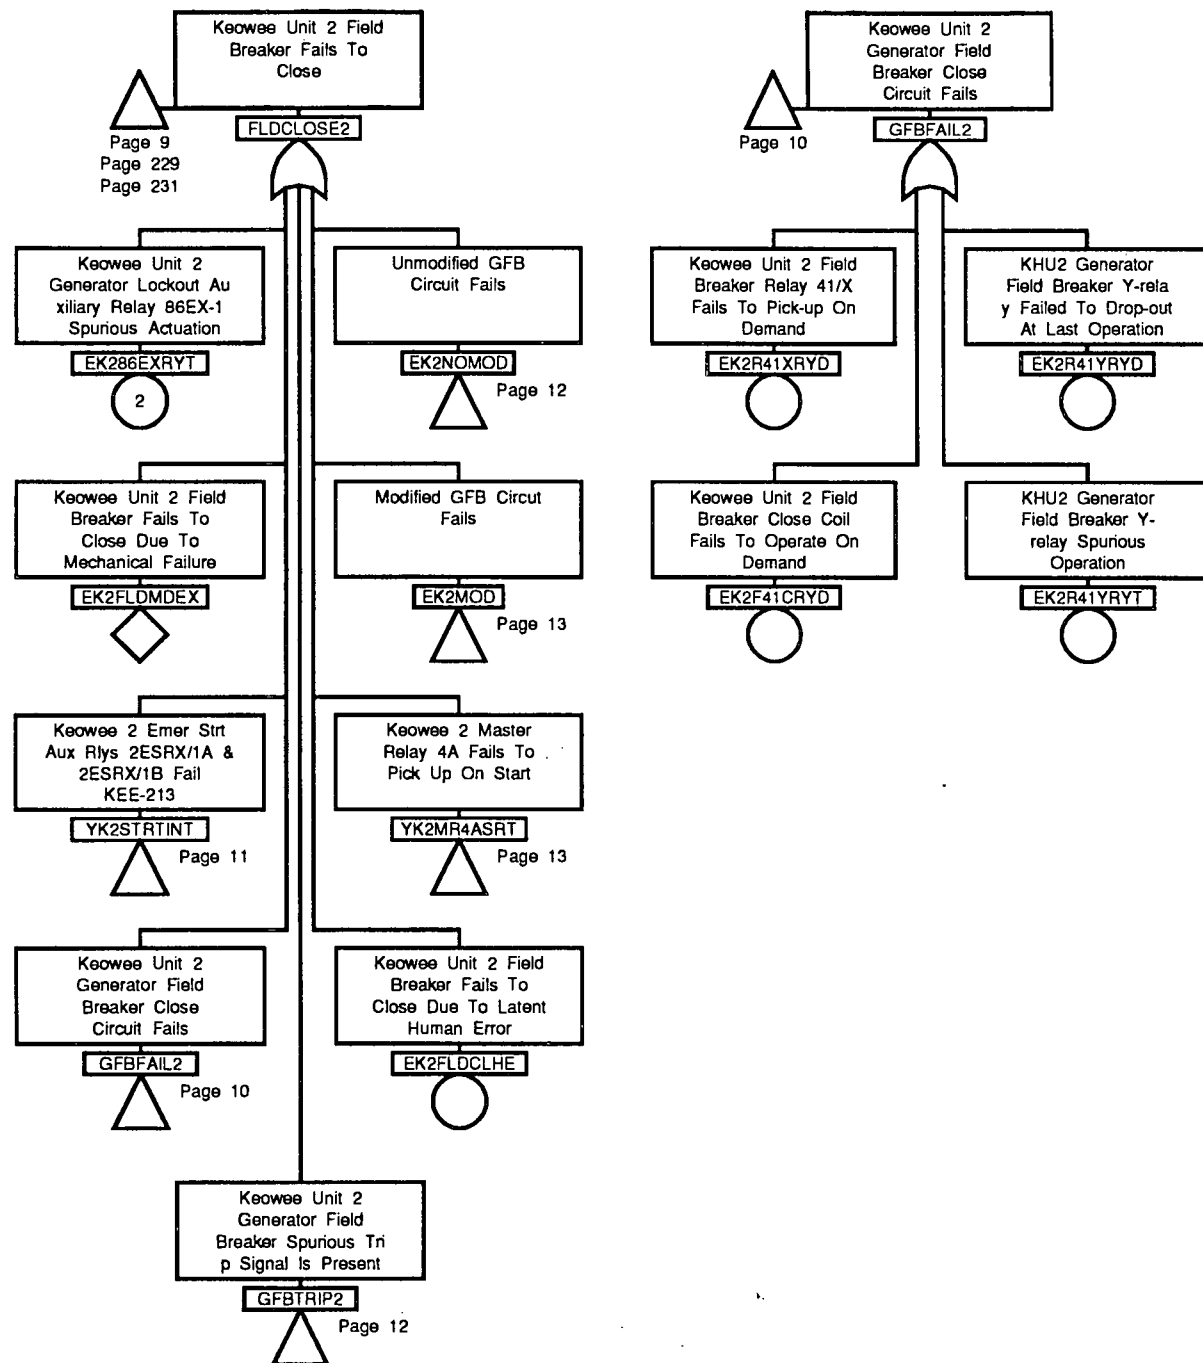 Keowee Unit 2 Field
Breaker Fails To
Close
FLDCLOSE2
Page 9
Page 229
Page 231
Keowee Unit 2
Generator Lockout Au
xiliary Relay 86EX-1
Spurious Actuation
EK286EXRYT
2
Unmodified GFB
Circuit Fails
EK2NOMOD
Page 12
Keowee Unit 2 Field
Breaker Fails To
Close Due To
Mechanical Failure
EK2FLDMDEX
Modified GFB Circut
Fails
EK2MOD
Page 13
Keowee 2 Emer Strt
Aux Rlys 2ESRX/1A &
2ESRX/1B Fail
KEE-213
YK2STRTINT
Page 11
Keowee 2 Master
Relay 4A Fails To
Pick Up On Start
YK2MR4ASRT
Page 13
Keowee Unit 2
Generator Field
Breaker Close
Circuit Fails
GFBFAIL2
Page 10
Keowee Unit 2 Field
Breaker Fails To
Close Due To Latent
Human Error
EK2FLDCLHE
Keowee Unit 2
Generator Field
Breaker Spurious Tri
p Signal Is Present
GFBTRIP2
Page 12
Keowee Unit 2
Generator Field
Breaker Close
Circuit Fails
GFBFAIL2
Page 10
Keowee Unit 2 Field
Breaker Relay 41/X
Fails To Pick-up On
Demand
EK2R41XRYD
KHU2 Generator
Field Breaker Y-rela
y Failed To Drop-out
At Last Operation
EK2R41YRYD
Keowee Unit 2 Field
Breaker Close Coil
Fails To Operate On
Demand
EK2F41CRYD
KHU2 Generator
Field Breaker Y-
relay Spurious
Operation
EK2R41YRYT